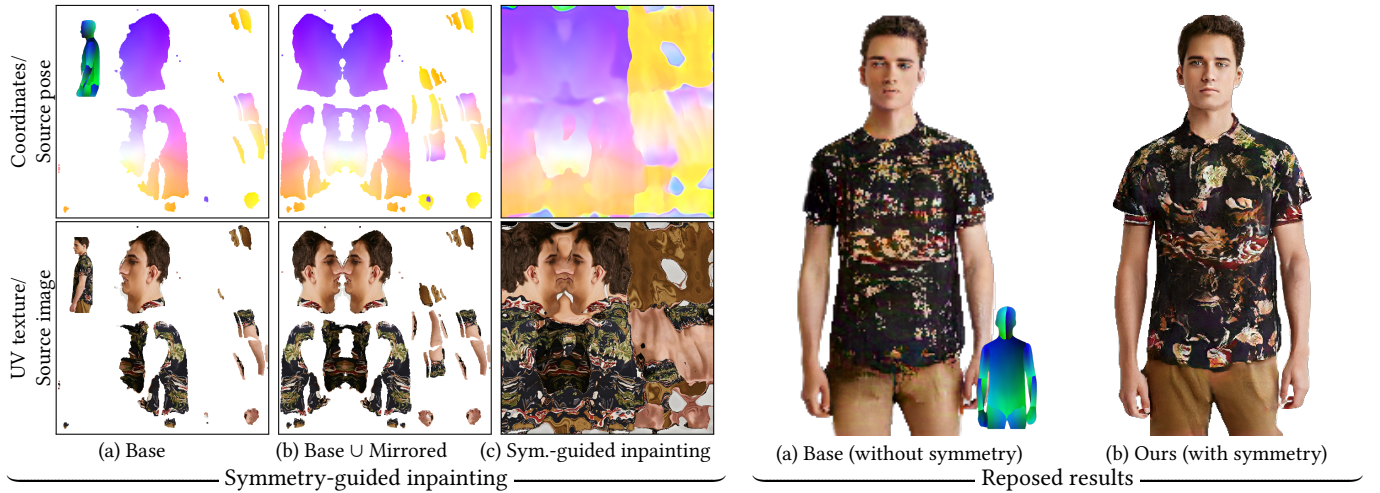 Coordinates/
Source pose
UV texture/
Source image
(a) Base
(b) Base ∪ Mirrored
(c) Sym.-guided inpainting
Symmetry-guided inpainting
(a) Base (without symmetry)
(b) Ours (with symmetry)
Reposed results